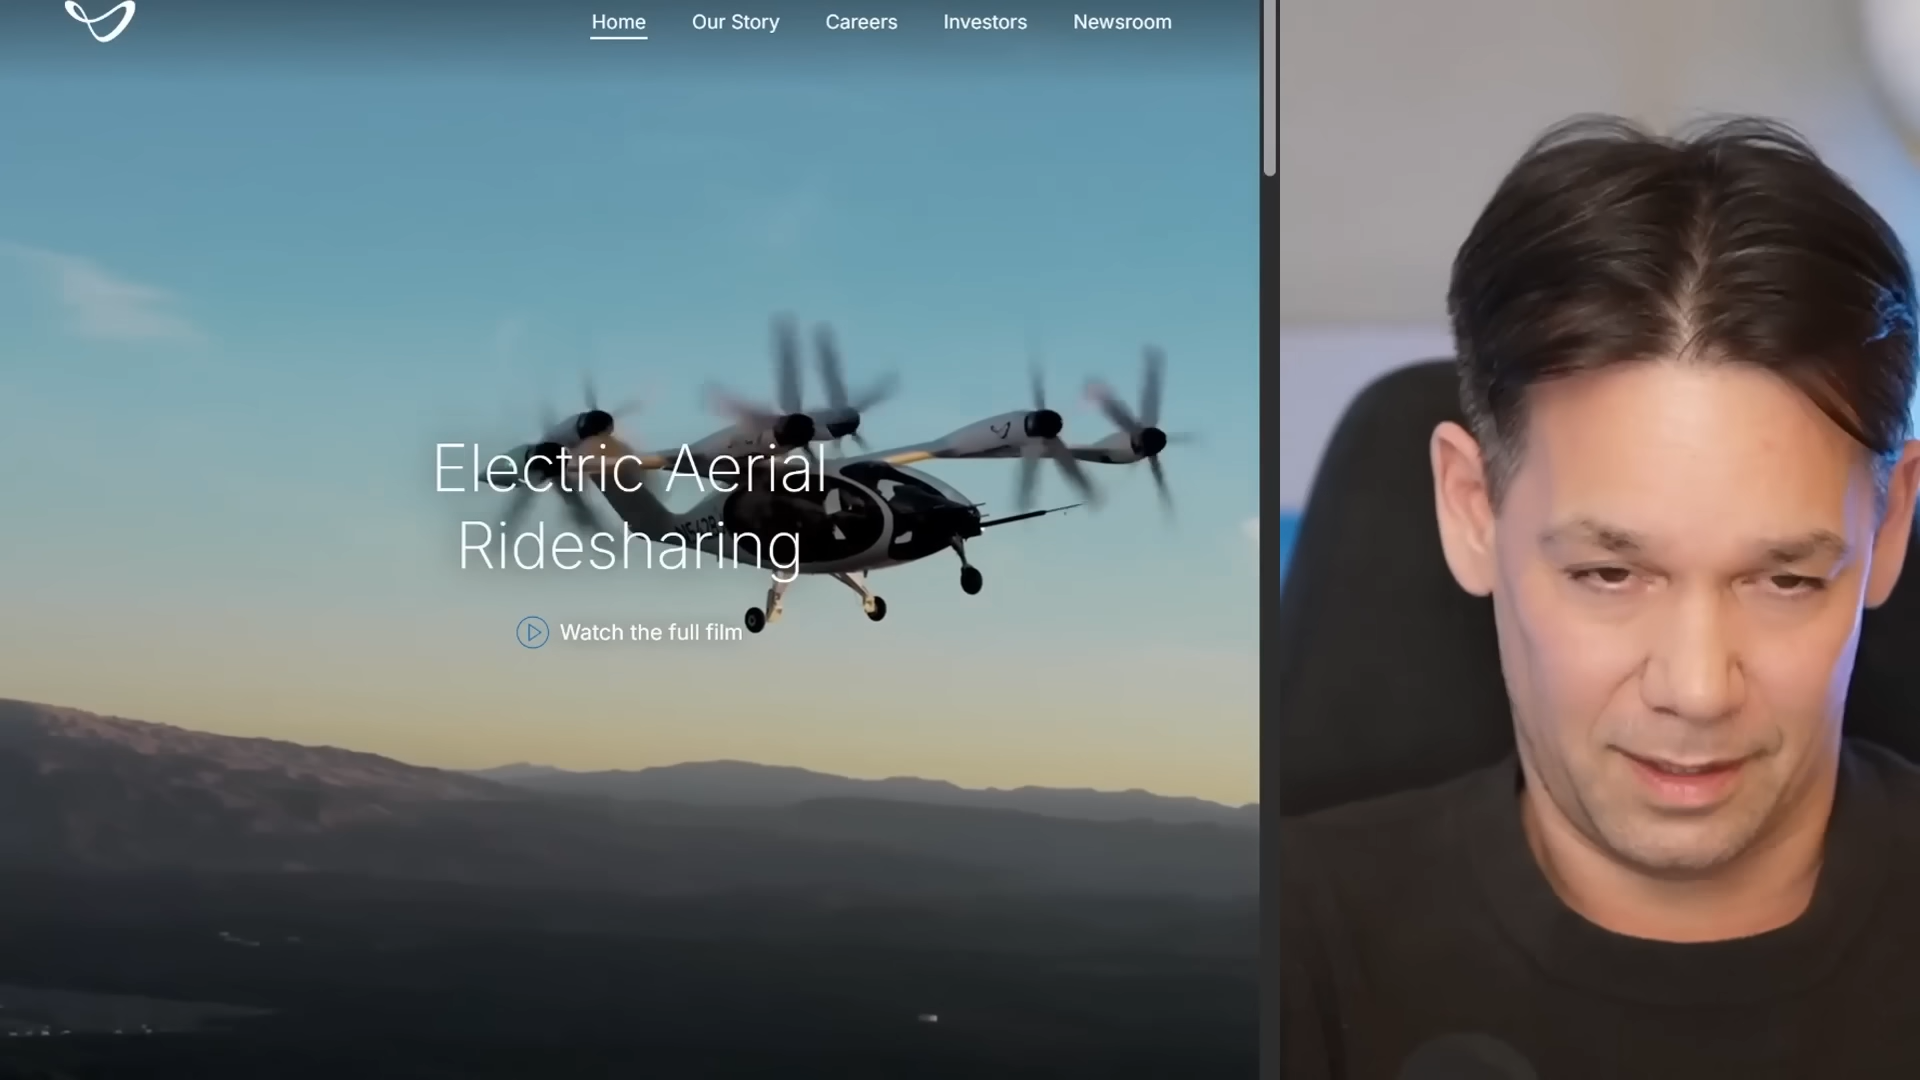 Home
Our Story
Careers
Investors
Newsroom
Electric Aerial
Ridesharing
Watch the full film